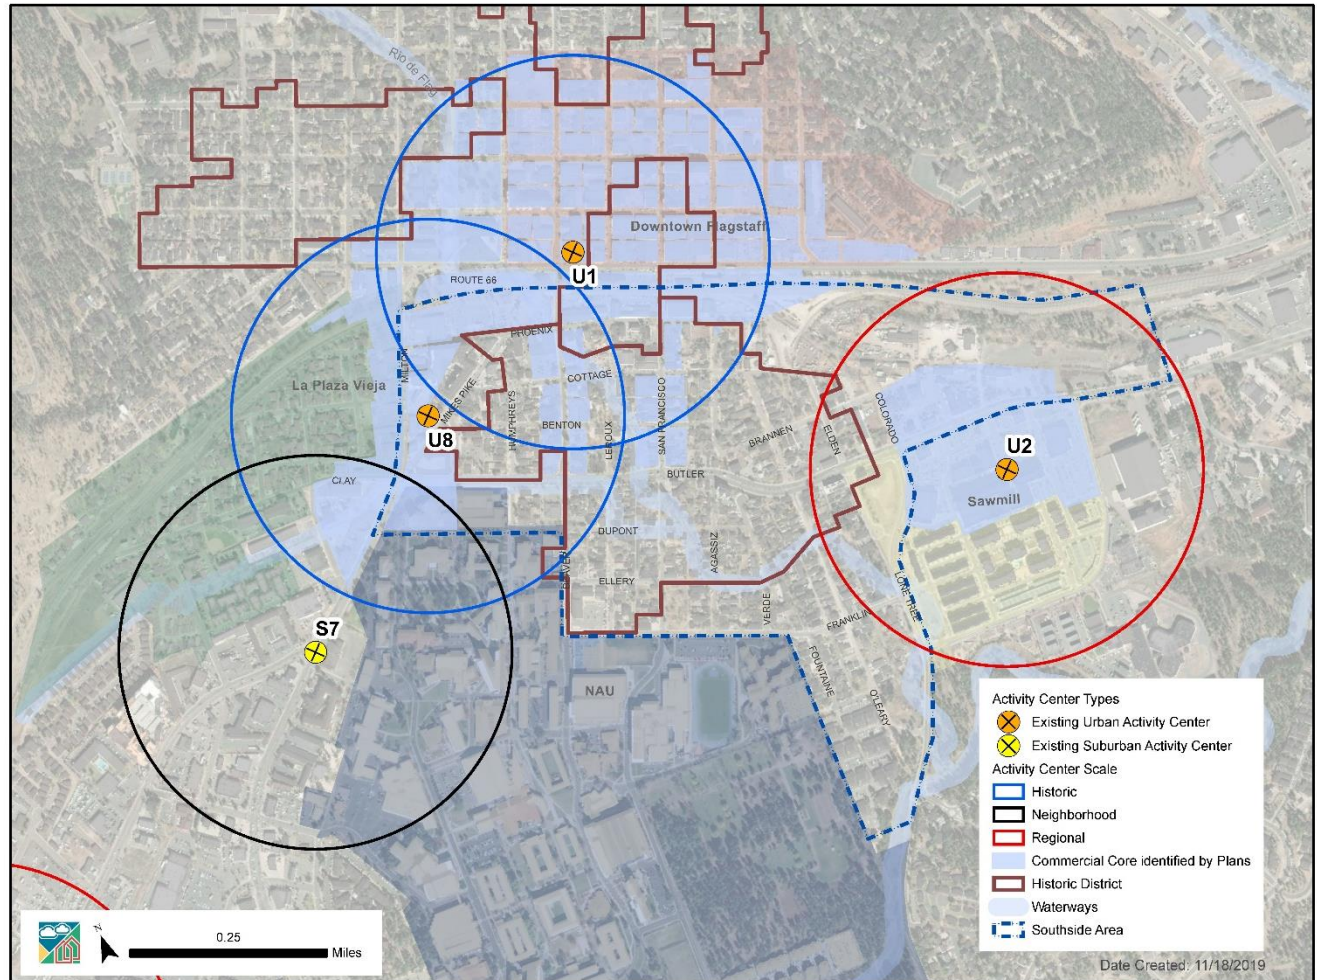 Rio de Flag
Downtown Flagstaff
U1
ROUTE 66
PHOENIX
La Plaza Vieja
MILTON
MIKES PIKE
COTTAGE
HUMPHREYS
U8
BENTON
LEROUX
SAN FRANCISCO
BRANNEN
ELDEN
COLORADO
U2
Sawmill
CLAY
BUTLER
DUPONT
AGASSIZ
BEAVER
ELLERY
VERDE
FRANKLIN
LONE TREE
S7
FOUNTAINE
O'LEARY
NAU
Activity Center Types
Existing Urban Activity Center
Existing Suburban Activity Center
Activity Center Scale
Historic
Neighborhood
Regional
Commercial Core identified by Plans
Historic District
Waterways
Southside Area
N
0.25
Miles
Date Created: 11/18/2019